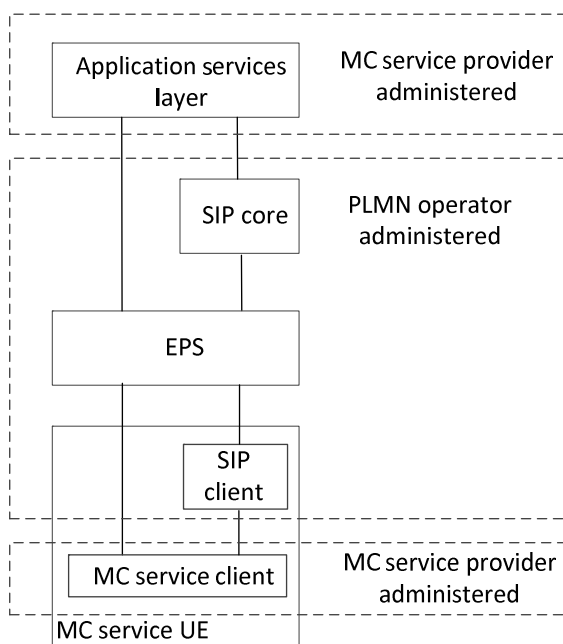 Application services
layer
MC service provider
administered
SIP core
PLMN operator
administered
EPS
SIP
client
MC service client
MC service provider
administered
MC service UE